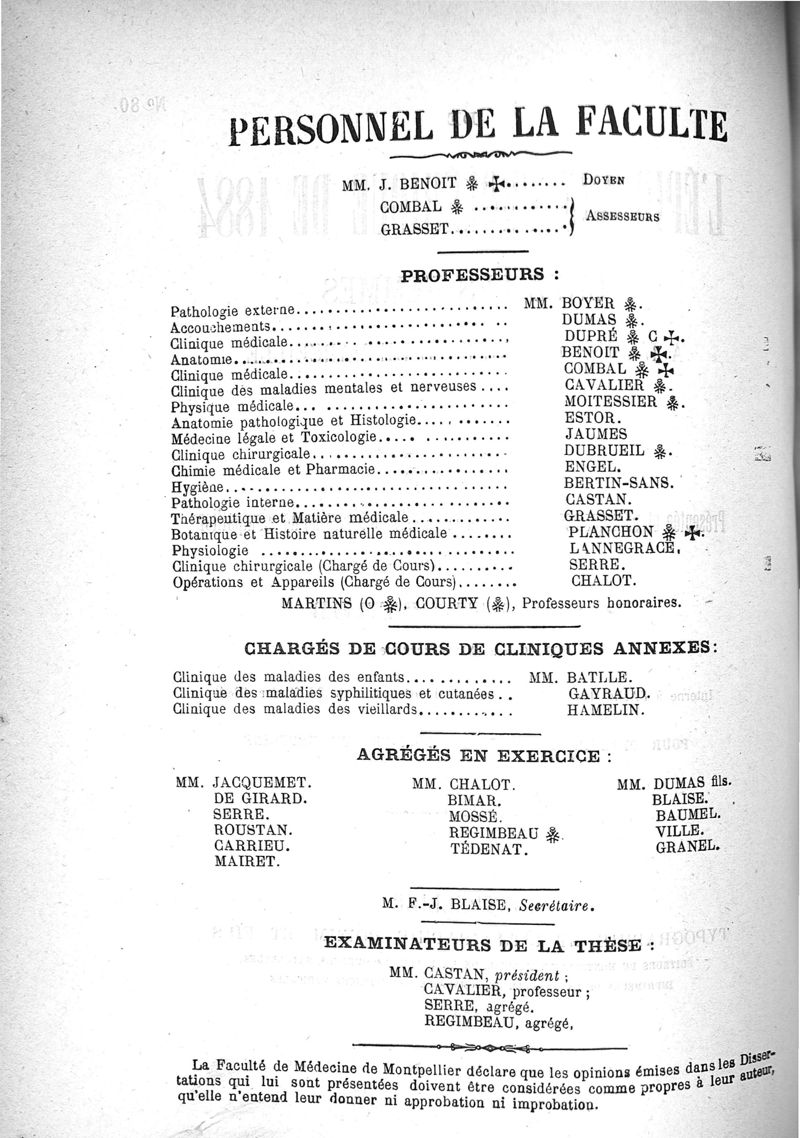 PERSONNEL DE LA FACULTE
MM. J. BENOIT ❋ ✠........ DOYEN
COMBAL ❋ ............ } ASSESSEURS
GRASSET..............
PROFESSEURS :
Pathologie externe........................... MM. BOYER ❋.
Accouchements............................ .. DUMAS ❋.
Clinique médicale............................ DUPRÉ ❋ C ✠.
Anatomie.................................... BENOIT ❋ ✠.
Clinique médicale............................ COMBAL ❋ ✠
Clinique des maladies mentales et nerveuses .... CAVALIER ❋.
Physique médicale... ....................... MOITESSIER ❋.
Anatomie pathologique et Histologie............ ESTOR.
Médecine légale et Toxicologie..... ........... JAUMES
Clinique chirurgicale......................... DUBRUEIL ❋.
Chimie médicale et Pharmacie................. ENGEL.
Hygiène..................................... BERTIN-SANS.
Pathologie interne............................ CASTAN.
Thérapeutique et Matière médicale ............. GRASSET.
Botanique et Histoire naturelle médicale ........ PLANCHON ❋ ✠.
Physiologie ................................. LANNEGRACE.
Clinique chirurgicale (Chargé de Cours).......... SERRE.
Opérations et Appareils (Chargé de Cours)........ CHALOT.
MARTINS (O ❋), COURTY (❋), Professeurs honoraires.
CHARGÉS DE COURS DE CLINIQUES ANNEXES:
Clinique des maladies des enfants............. MM. BATLLE.
Clinique des maladies syphilitiques et cutanées .. GAYRAUD.
Clinique des maladies des vieillards............ HAMELIN.
AGRÉGÉS EN EXERCICE :
MM. JACQUEMET. MM. CHALOT. MM. DUMAS fils.
DE GIRARD. BIMAR. BLAISE.
SERRE. MOSSÉ. BAUMEL.
ROUSTAN. REGIMBEAU ❋. VILLE.
CARRIEU. TÉDENAT. GRANEL.
MAIRET.
M. F.-J. BLAISE, Secrétaire.
EXAMINATEURS DE LA THÈSE :
MM. CASTAN, président ;
CAVALIER, professeur ;
SERRE, agrégé.
REGIMBEAU, agrégé,
La Faculté de Médecine de Montpellier déclare que les opinions émises dans les Disser-
tations qui lui sont présentées doivent être considérées comme propres à leur auteur,
qu'elle n'entend leur donner ni approbation ni improbation.